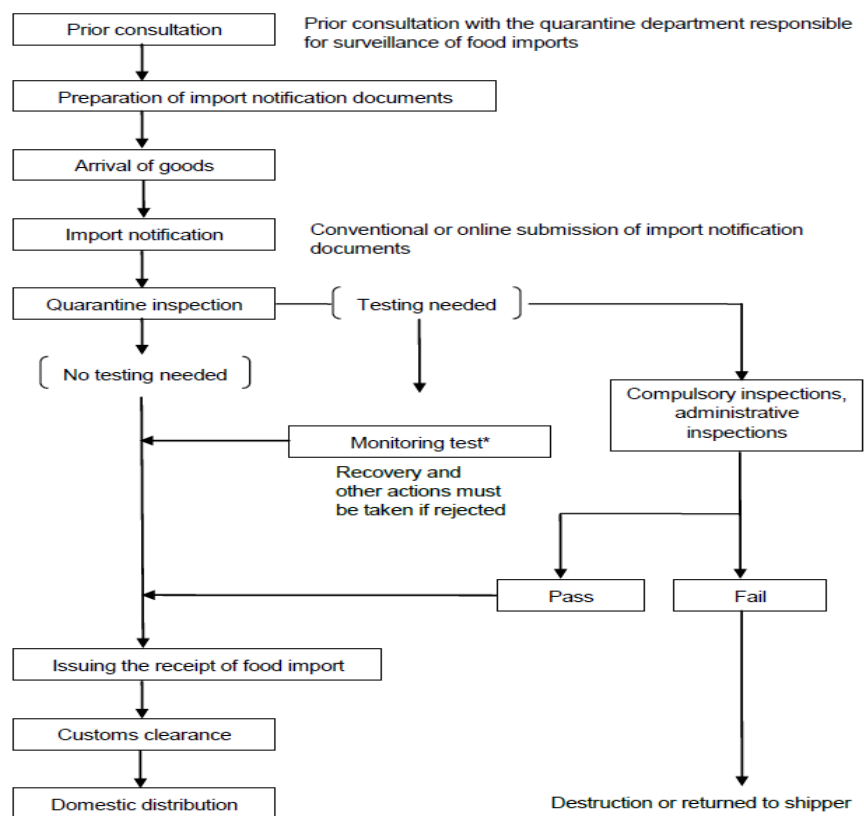 Prior consultation
Prior consultation with the quarantine department responsible
for surveillance of food imports
Preparation of import notification documents
Arrival of goods
Import notification
Conventional or online submission of import notification
documents
Quarantine inspection
Testing needed
No testing needed
Compulsory inspections,
administrative
inspections
Monitoring test*
Recovery and
other actions must
be taken if rejected
Pass
Fail
Issuing the receipt of food import
Customs clearance
Domestic distribution
Destruction or returned to shipper